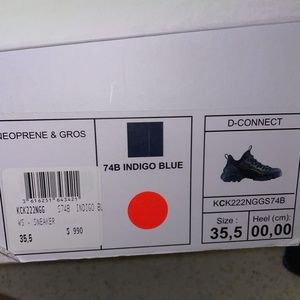 NEOPRENE & GROS
74B INDIGO BLUE
D-CONNECT
KCK222NGGS74B
Size : Heel (cm):
35,5 00,00
KCK222NGG S74B INDIGO BL
WS - SNEAKER
$ 990
35,5